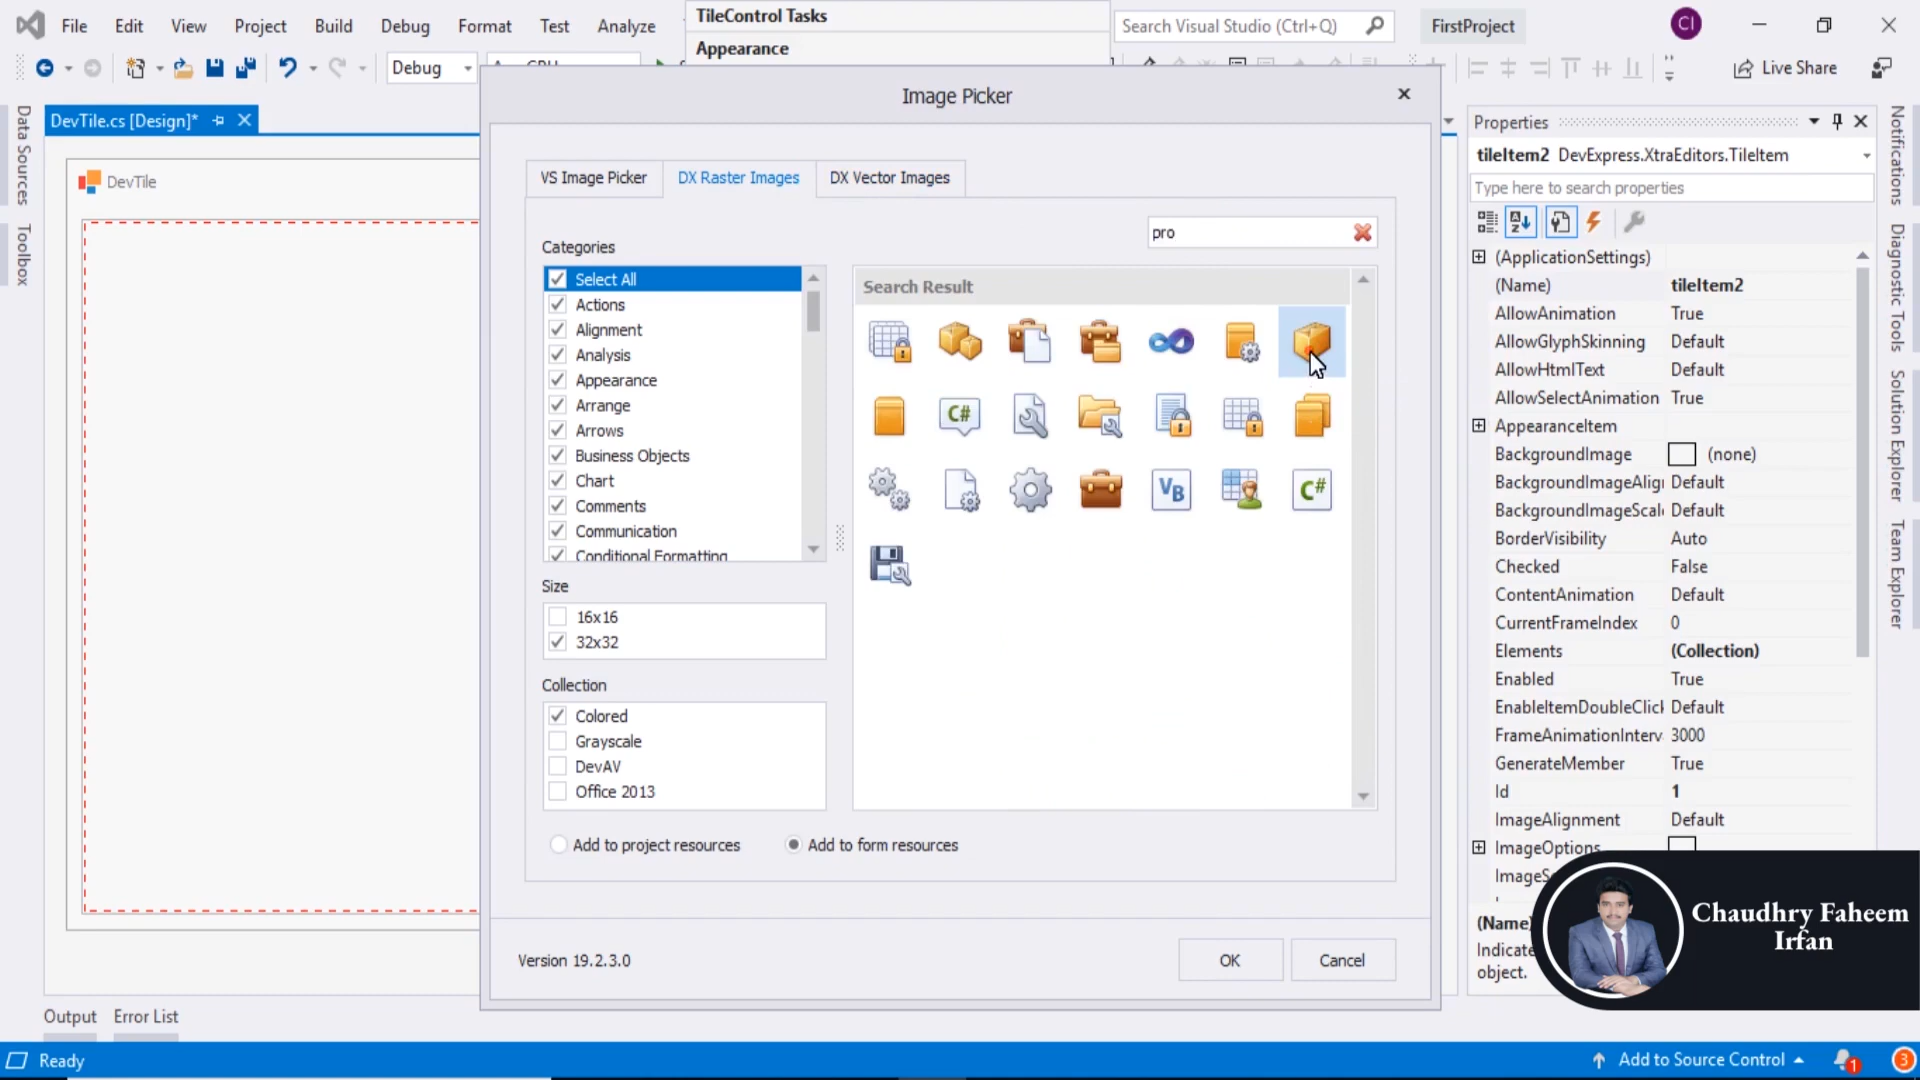 File Edit View Project Build Debug Format Test Analyze
TileControl Tasks
Appearance
Search Visual Studio (Ctrl+Q)
FirstProject
CI
Debug
Live Share
Data Sources
Toolbox
DevTile.cs [Design]*
DevTile
Image Picker
VS Image Picker
DX Raster Images
DX Vector Images
pro
Categories
Select All
Actions
Alignment
Analysis
Appearance
Arrange
Arrows
Business Objects
Chart
Comments
Communication
Conditional Formatting
Search Result
C#
VB
C#
Size
16x16
32x32
Collection
Colored
Grayscale
DevAV
Office 2013
Add to project resources
Add to form resources
Version 19.2.3.0
OK
Cancel
Properties
tileItem2 DevExpress.XtraEditors.TileItem
Type here to search properties
(ApplicationSettings)
(Name) tileItem2
AllowAnimation True
AllowGlyphSkinning Default
AllowHtmlText Default
AllowSelectAnimation True
AppearanceItem
BackgroundImage (none)
BackgroundImageAlig Default
BackgroundImageScal Default
BorderVisibility Auto
Checked False
ContentAnimation Default
CurrentFrameIndex 0
Elements (Collection)
Enabled True
EnableItemDoubleClic Default
FrameAnimationInterv 3000
GenerateMember True
Id 1
ImageAlignment Default
ImageOptions
ImageS
(Name)
Indicate
object.
Notifications
Diagnostic Tools
Solution Explorer
Team Explorer
Chaudhry Faheem
Irfan
Output Error List
Ready
Add to Source Control
1
3